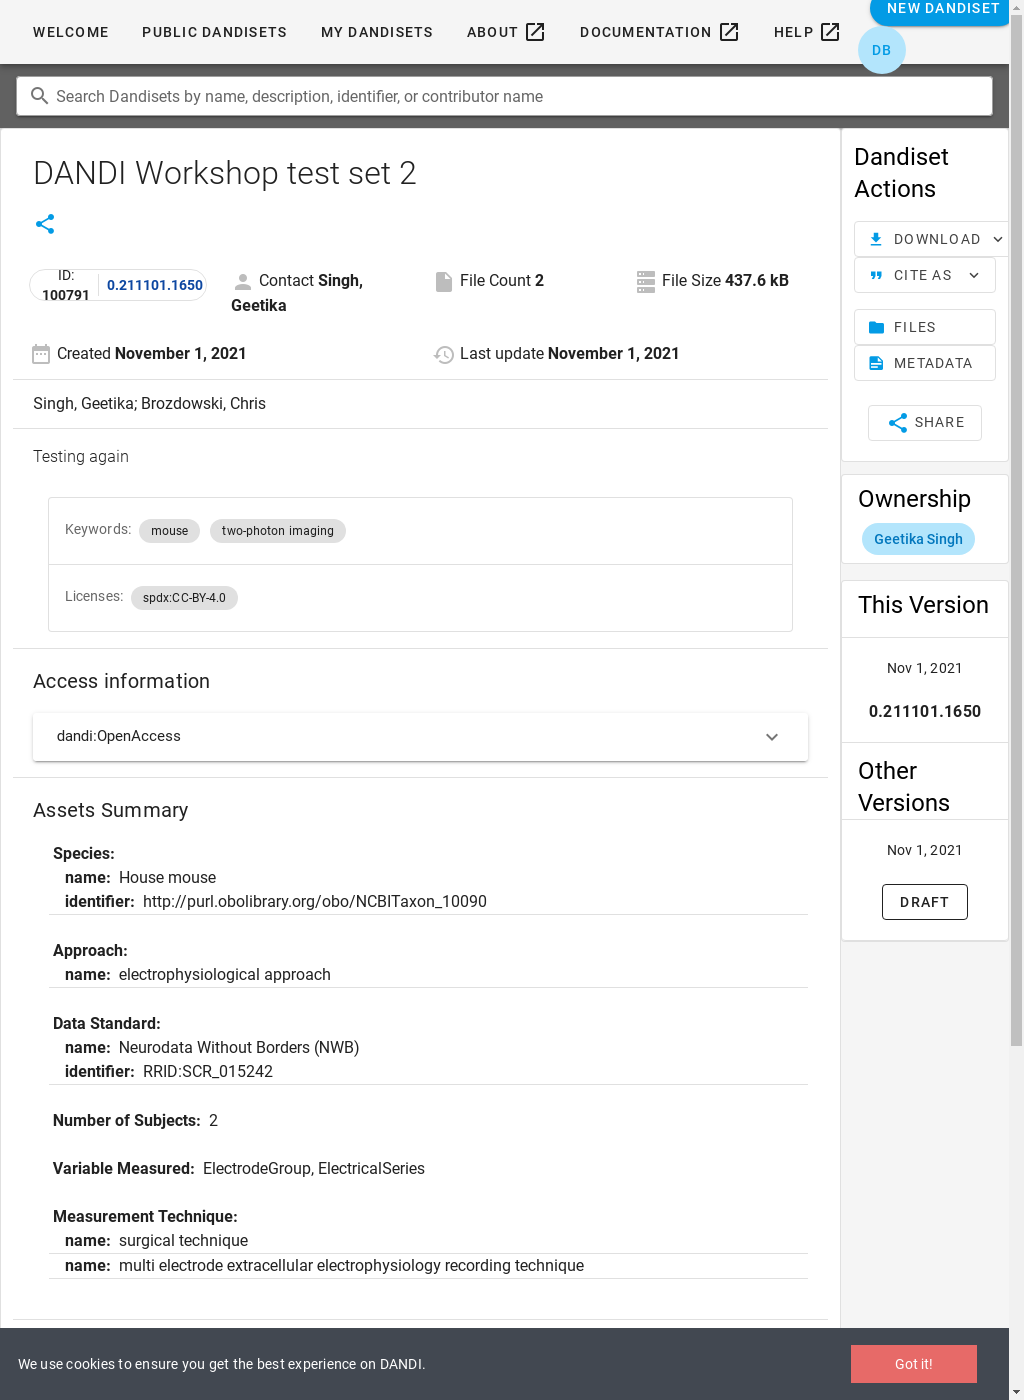 WELCOME PUBLIC DANDISETS MY DANDISETS ABOUT DOCUMENTATION HELP NEW DANDISET
DB
Search Dandisets by name, description, identifier, or contributor name
DANDI Workshop test set 2
ID: 100791 0.211101.1650
Contact Singh, Geetika
File Count 2
File Size 437.6 kB
Created November 1, 2021
Last update November 1, 2021
Singh, Geetika; Brozdowski, Chris
Testing again
Keywords: mouse two-photon imaging
Licenses: spdx:CC-BY-4.0
Access information
dandi:OpenAccess
Assets Summary
Species:
name: House mouse
identifier: http://purl.obolibrary.org/obo/NCBITaxon_10090
Approach:
name: electrophysiological approach
Data Standard:
name: Neurodata Without Borders (NWB)
identifier: RRID:SCR_015242
Number of Subjects: 2
Variable Measured: ElectrodeGroup, ElectricalSeries
Measurement Technique:
name: surgical technique
name: multi electrode extracellular electrophysiology recording technique
Dandiset
Actions
DOWNLOAD
CITE AS
FILES
METADATA
SHARE
Ownership
Geetika Singh
This Version
Nov 1, 2021
0.211101.1650
Other
Versions
Nov 1, 2021
DRAFT
We use cookies to ensure you get the best experience on DANDI.
Got it!